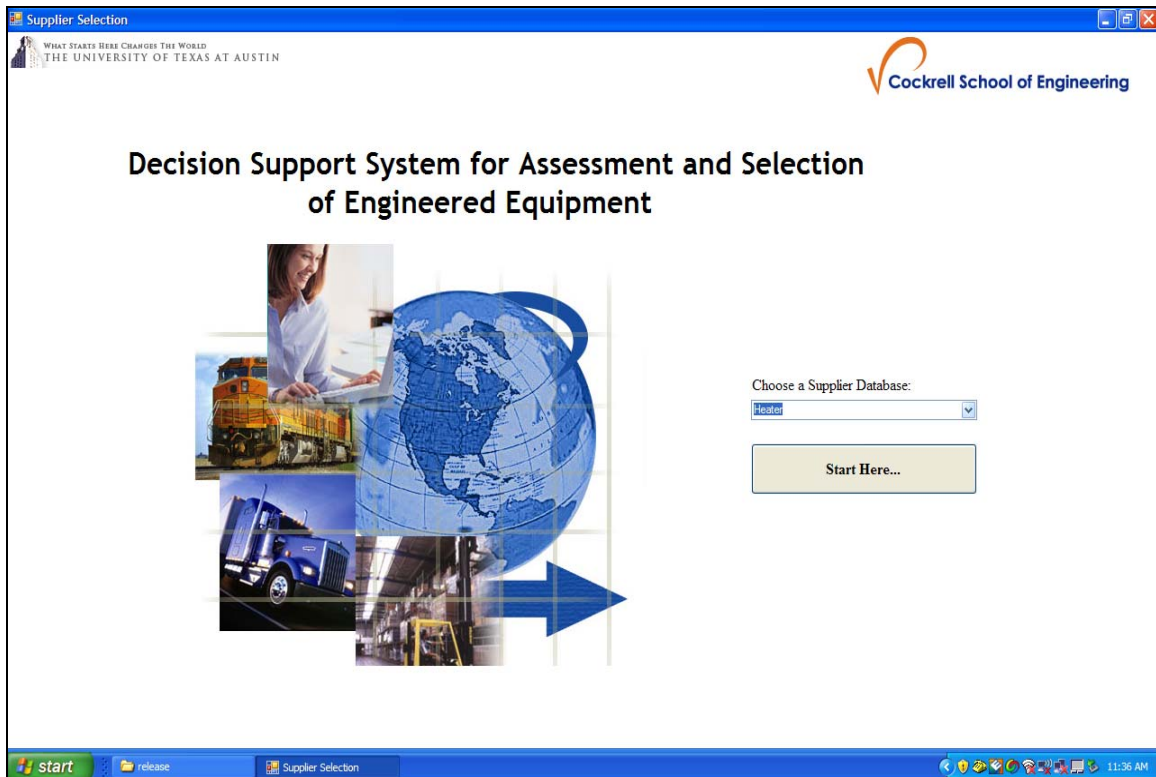 Supplier Selection
WHAT STARTS HERE CHANGES THE WORLD
THE UNIVERSITY OF TEXAS AT AUSTIN
Cockrell School of Engineering
Decision Support System for Assessment and Selection
of Engineered Equipment
Choose a Supplier Database:
Heater
Start Here...
start
release
Supplier Selection
11:36 AM